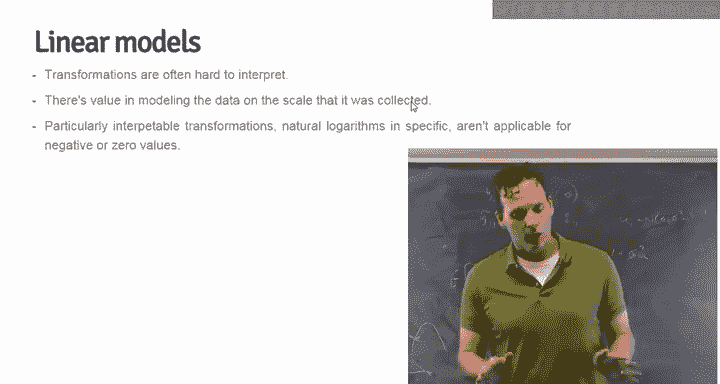 Linear models
- Transformations are often hard to interpret.
- There's value in modeling the data on the scale that it was collected.
- Particularly interpetable transformations, natural logarithms in specific, aren't applicable for
negative or zero values.